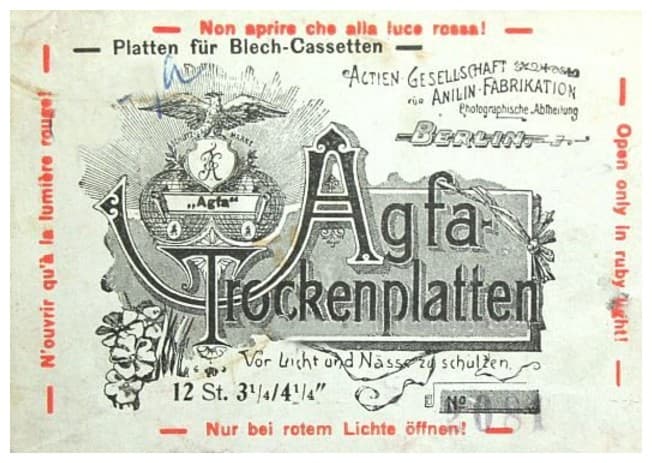 Non aprire che alla luce rossa!
Platten für Blech-Cassetten
ACTIEN-GESELLSCHAFT
für ANILIN-FABRIKATION
Photographische Abtheilung
BERLIN.
N'ouvrir qu'à la lumière rouge!
Open only in ruby light!
„Agfa“
Agfa-
Trockenplatten
Vor Licht und Nässe zu schützen.
12 St. 3¹/₄/4¹/₄"
No
2081
Nur bei rotem Lichte öffnen!